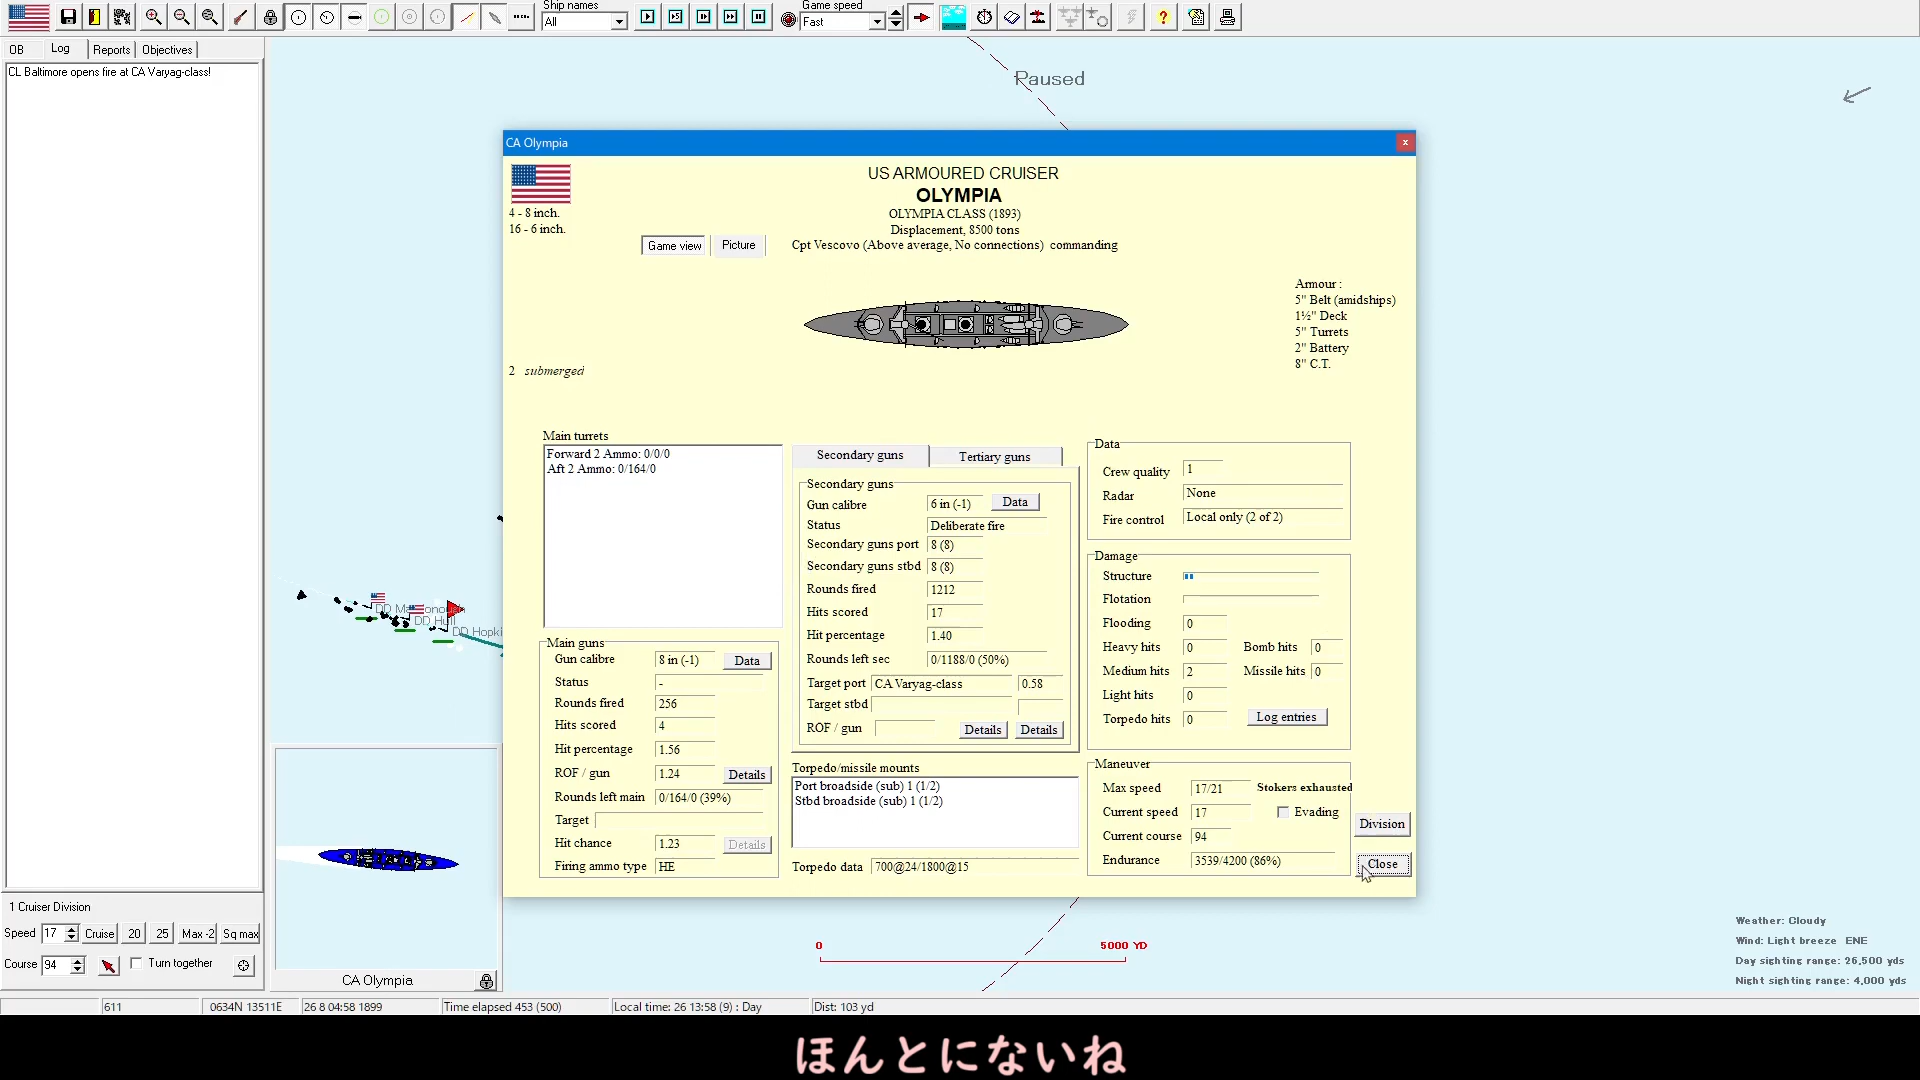 Ship names
All
Game speed
Fast
OB
Log
Reports
Objectives
CL Baltimore opens fire at CA Varyag-class!
Paused
CA Olympia
US ARMOURED CRUISER
OLYMPIA
OLYMPIA CLASS (1893)
Displacement, 8500 tons
Cpt Vescovo (Above average, No connections) commanding
4 - 8 inch.
16 - 6 inch.
Game view
Picture
Armour :
5" Belt (amidships)
1½" Deck
5" Turrets
2" Battery
8" C.T.
2 submerged
Main turrets
Forward 2 Ammo: 0/0/0
Aft 2 Ammo: 0/164/0
Main guns
Gun calibre 8 in (-1) Data
Status -
Rounds fired 256
Hits scored 4
Hit percentage 1.56
ROF / gun 1.24 Details
Rounds left main 0/164/0 (39%)
Target
Hit chance 1.23 Details
Firing ammo type HE
Secondary guns
Tertiary guns
Secondary guns
Gun calibre 6 in (-1) Data
Status Deliberate fire
Secondary guns port 8 (8)
Secondary guns stbd 8 (8)
Rounds fired 1212
Hits scored 17
Hit percentage 1.40
Rounds left sec 0/1188/0 (50%)
Target port CA Varyag-class 0.58
Target stbd
ROF / gun Details Details
Torpedo/missile mounts
Port broadside (sub) 1 (1/2)
Stbd broadside (sub) 1 (1/2)
Torpedo data 700@24/1800@15
Data
Crew quality 1
Radar None
Fire control Local only (2 of 2)
Damage
Structure
Flotation
Flooding 0
Heavy hits 0 Bomb hits 0
Medium hits 2 Missile hits 0
Light hits 0
Torpedo hits 0 Log entries
Maneuver
Max speed 17/21 Stokers exhausted
Current speed 17 Evading
Current course 94
Endurance 3539/4200 (86%)
Division
Close
DD Hull
DD Hopki
1 Cruiser Division
Speed 17 Cruise 20 25 Max -2 Sq max
Course 94 Turn together
CA Olympia
0 5000 YD
Weather: Cloudy
Wind: Light breeze ENE
Day sighting range: 26,500 yds
Night sighting range: 4,000 yds
611 0634N 13511E 26 8 04:58 1899 Time elapsed 453 (500) Local time: 26 13:58 (9) : Day Dist: 103 yd
ほんとにないね